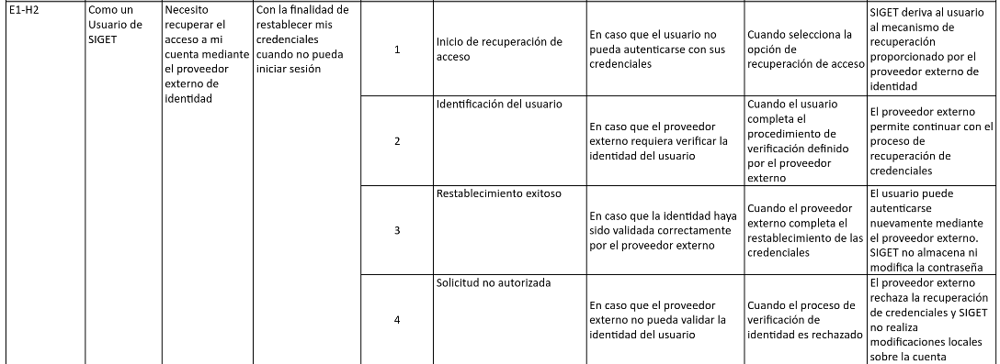 E1-H2
Como un
Usuario de
SIGET
Necesito
recuperar el
acceso a mi
cuenta mediante
el proveedor
externo de
identidad
Con la finalidad de
restablecer mis
credenciales
cuando no pueda
iniciar sesión
1
Inicio de recuperación de
acceso
En caso que el usuario no
pueda autenticarse con sus
credenciales
Cuando selecciona la
opción de
recuperación de acceso
SIGET deriva al usuario
al mecanismo de
recuperación
proporcionado por el
proveedor externo de
identidad
2
Identificación del usuario
En caso que el proveedor
externo requiera verificar la
identidad del usuario
Cuando el usuario
completa el
procedimiento de
verificación definido
por el proveedor
externo
El proveedor externo
permite continuar con el
proceso de
recuperación de
credenciales
3
Restablecimiento exitoso
En caso que la identidad haya
sido validada correctamente
por el proveedor externo
Cuando el proveedor
externo completa el
restablecimiento de las
credenciales
El usuario puede
autenticarse
nuevamente mediante
el proveedor externo.
SIGET no almacena ni
modifica la contraseña
4
Solicitud no autorizada
En caso que el proveedor
externo no pueda validar la
identidad del usuario
Cuando el proceso de
verificación de
identidad es rechazado
El proveedor externo
rechaza la recuperación
de credenciales y SIGET
no realiza
modificaciones locales
sobre la cuenta